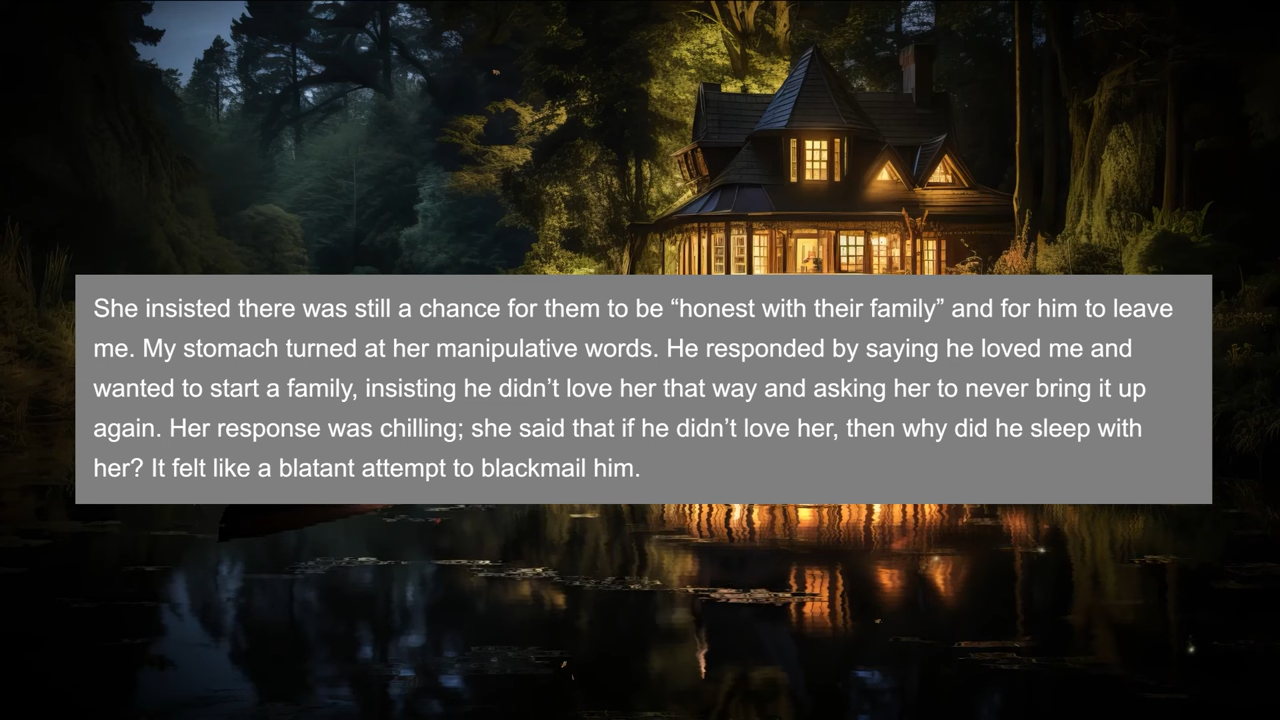 She insisted there was still a chance for them to be “honest with their family” and for him to leave
me. My stomach turned at her manipulative words. He responded by saying he loved me and
wanted to start a family, insisting he didn’t love her that way and asking her to never bring it up
again. Her response was chilling; she said that if he didn’t love her, then why did he sleep with
her? It felt like a blatant attempt to blackmail him.